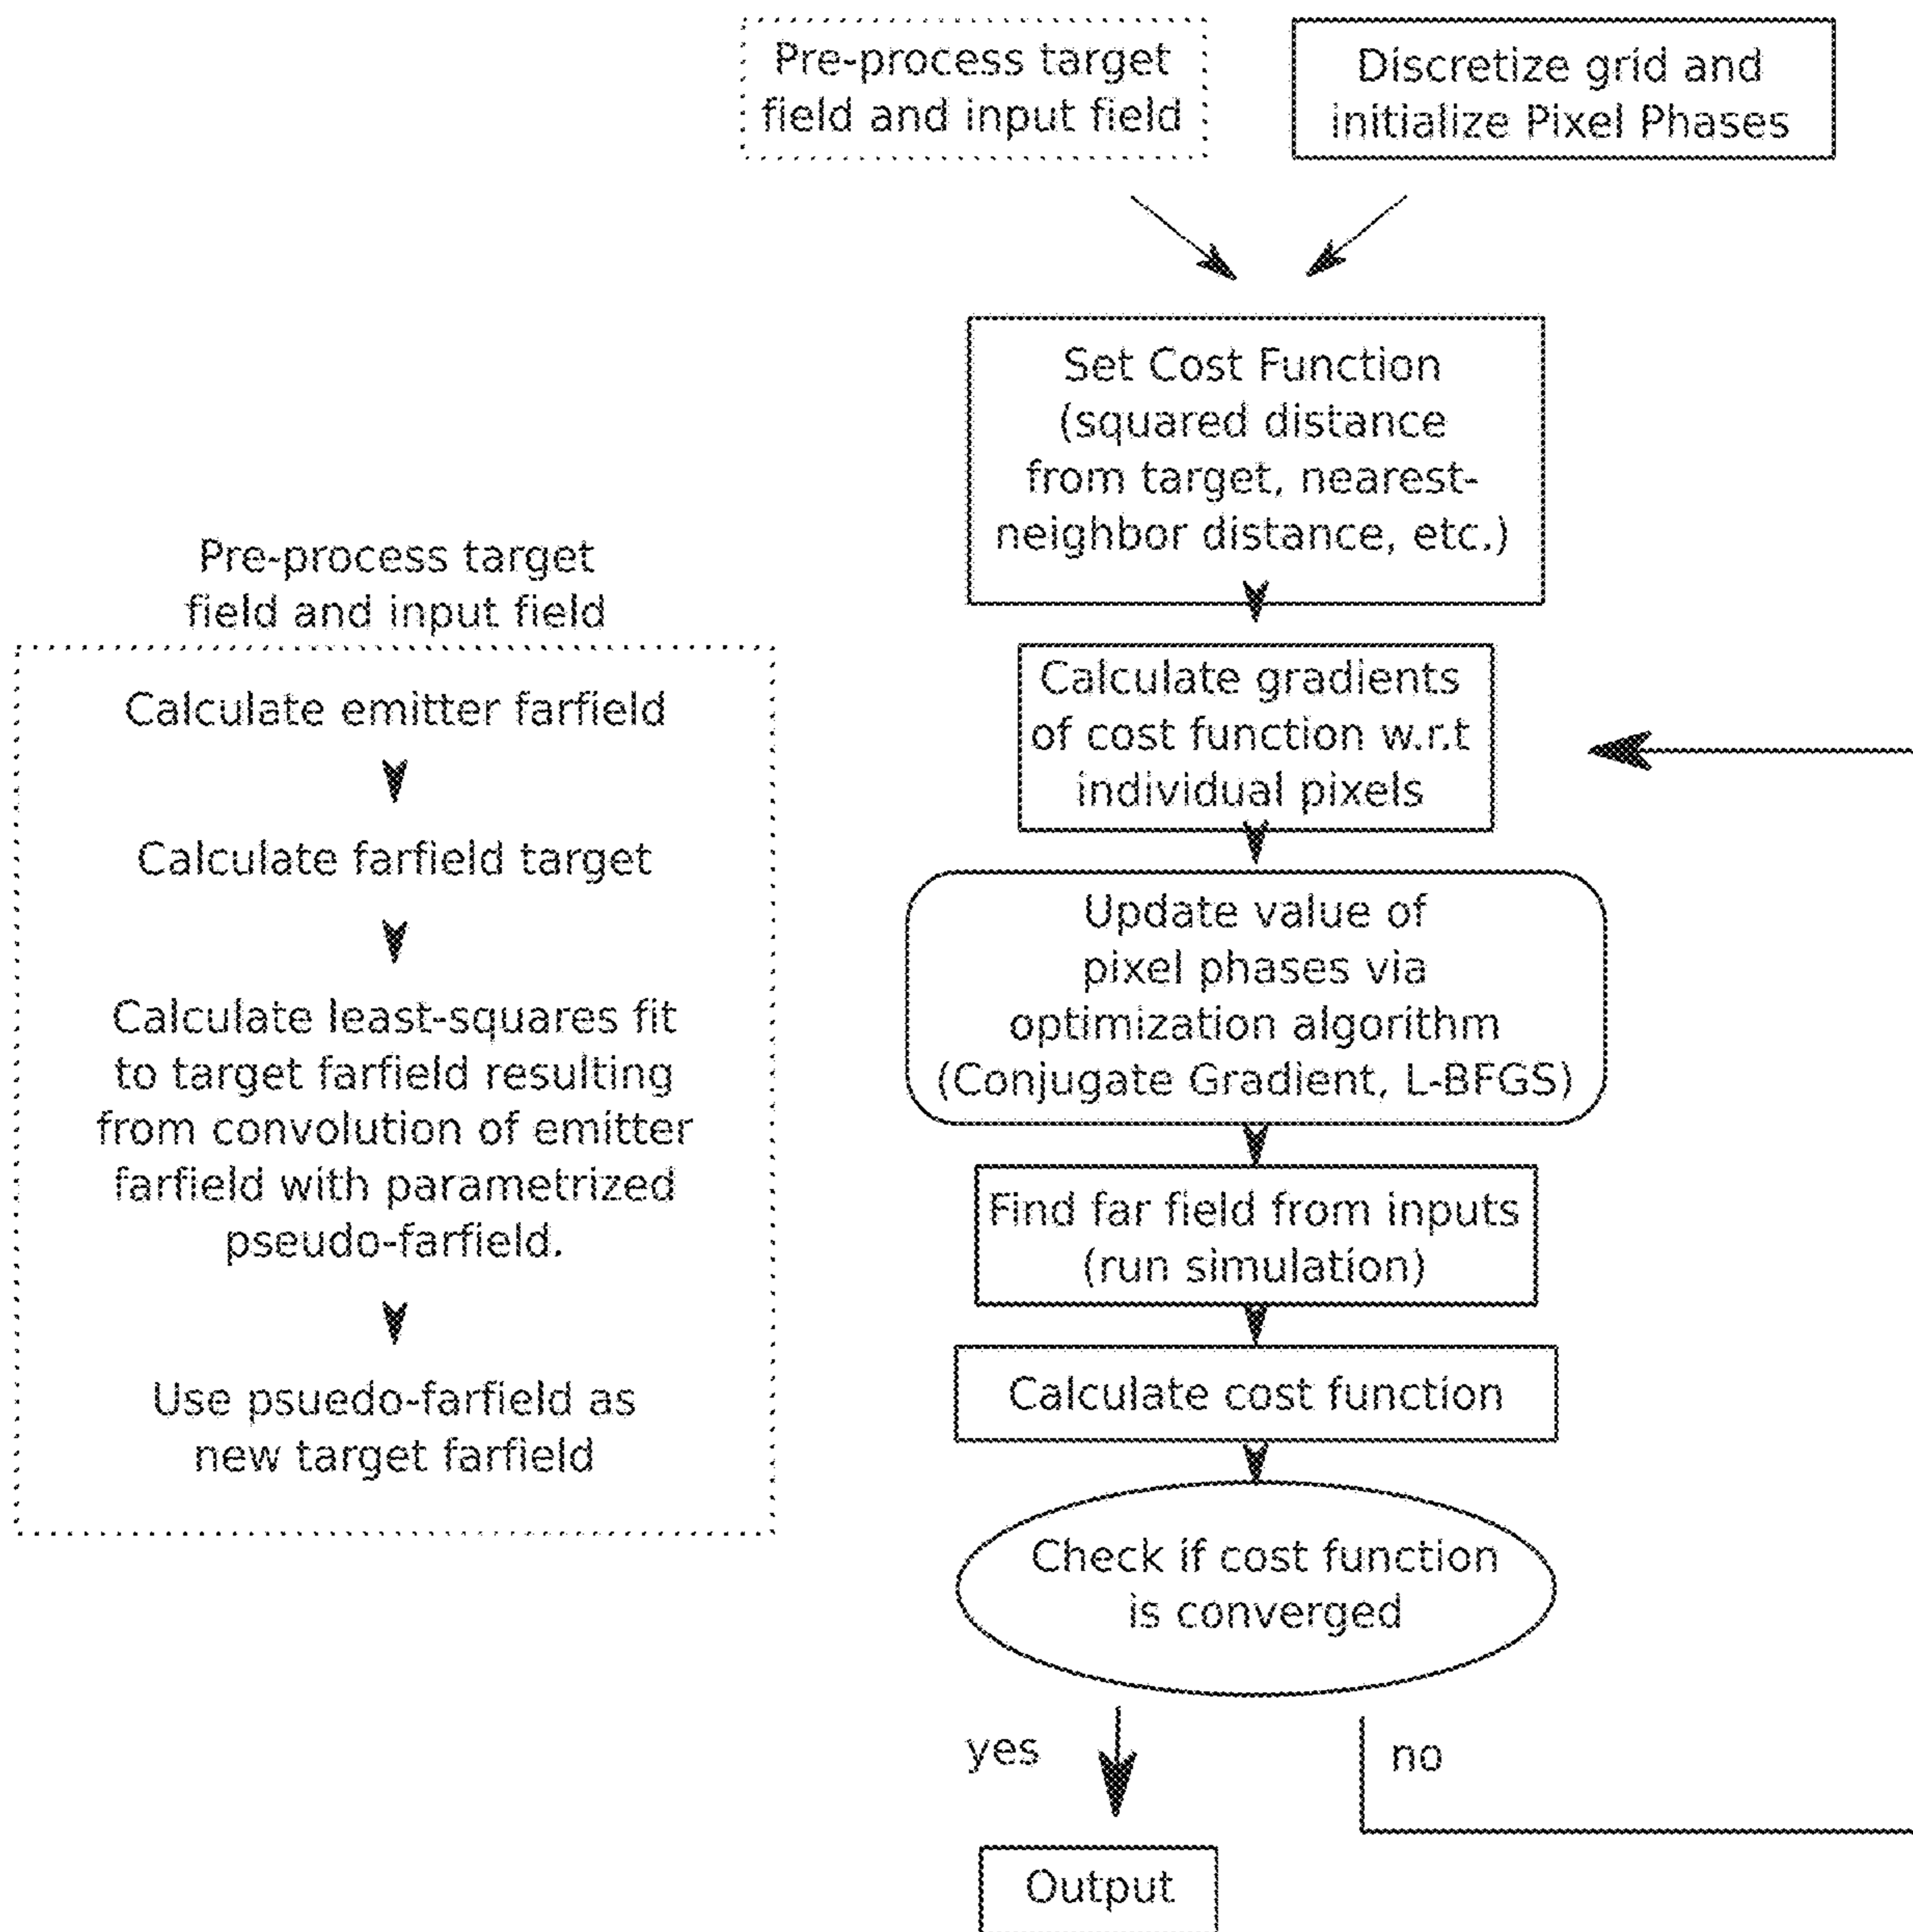 Pre-process target
field and input field
Discretize grid and
initialize Pixel Phases
Set Cost Function
(squared distance
from target, nearest-
neighbor distance, etc.)
Calculate gradients
of cost function w.r.t
individual pixels
Update value of
pixel phases via
optimization algorithm
(Conjugate Gradient, L-BFGS)
Find far field from inputs
(run simulation)
Calculate cost function
Check if cost function
is converged
yes
no
Output
Pre-process target
field and input field
Calculate emitter farfield
Calculate farfield target
Calculate least-squares fit
to target farfield resulting
from convolution of emitter
farfield with parametrized
pseudo-farfield.
Use psuedo-farfield as
new target farfield